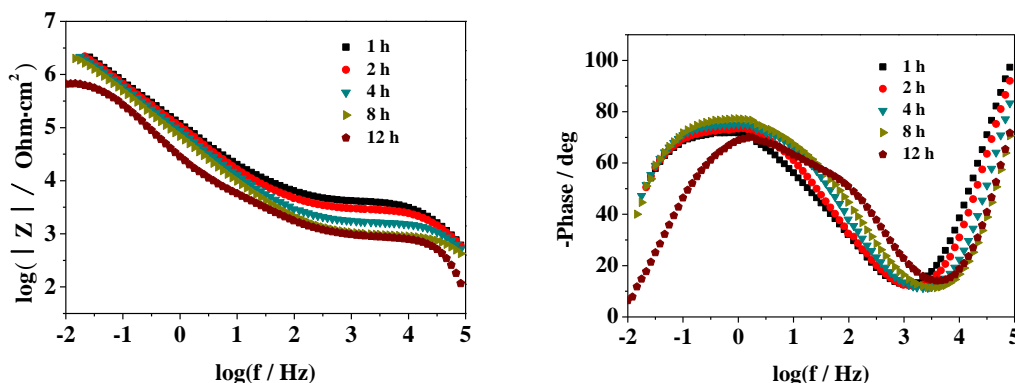 7
6
5
4
3
2
-2 -1 0 1 2 3 4 5
log(f / Hz)
log( | Z | / Ohm·cm²)
1 h
2 h
4 h
8 h
12 h
100
80
60
40
20
0
-2 -1 0 1 2 3 4 5
log(f / Hz)
-Phase / deg
1 h
2 h
4 h
8 h
12 h